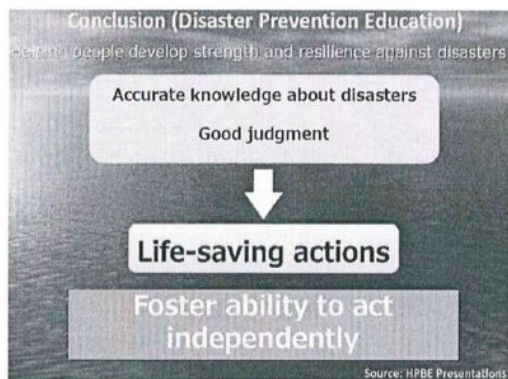 Conclusion (Disaster Prevention Education)
Helping people develop strength and resilience against disasters
Accurate knowledge about disasters
Good judgment
Life-saving actions
Foster ability to act
independently
Source: HPBE Presentations